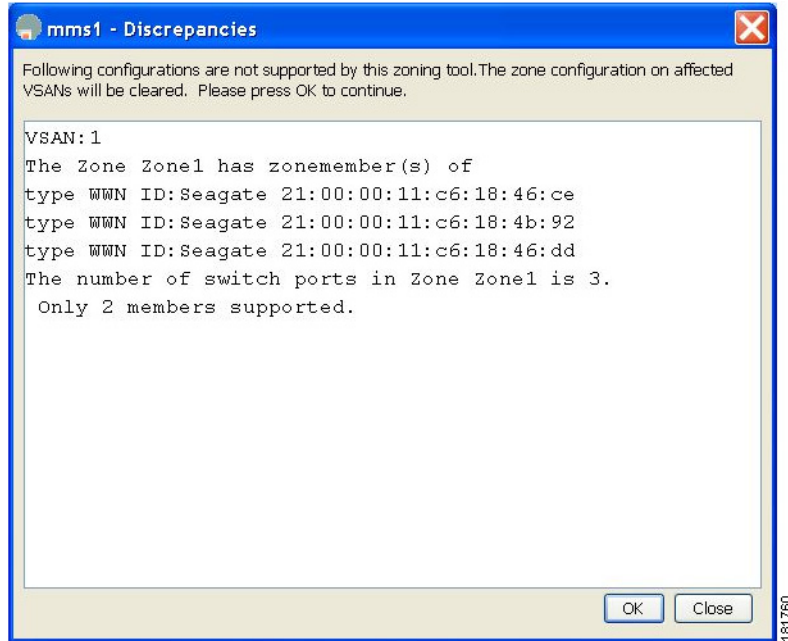 mms1 - Discrepancies
Following configurations are not supported by this zoning tool.The zone configuration on affected
VSANs will be cleared. Please press OK to continue.
VSAN:1
The Zone Zone1 has zonemember(s) of
type WWN ID:Seagate 21:00:00:11:c6:18:46:ce
type WWN ID:Seagate 21:00:00:11:c6:18:4b:92
type WWN ID:Seagate 21:00:00:11:c6:18:46:dd
The number of switch ports in Zone Zone1 is 3.
Only 2 members supported.
OK Close
181760